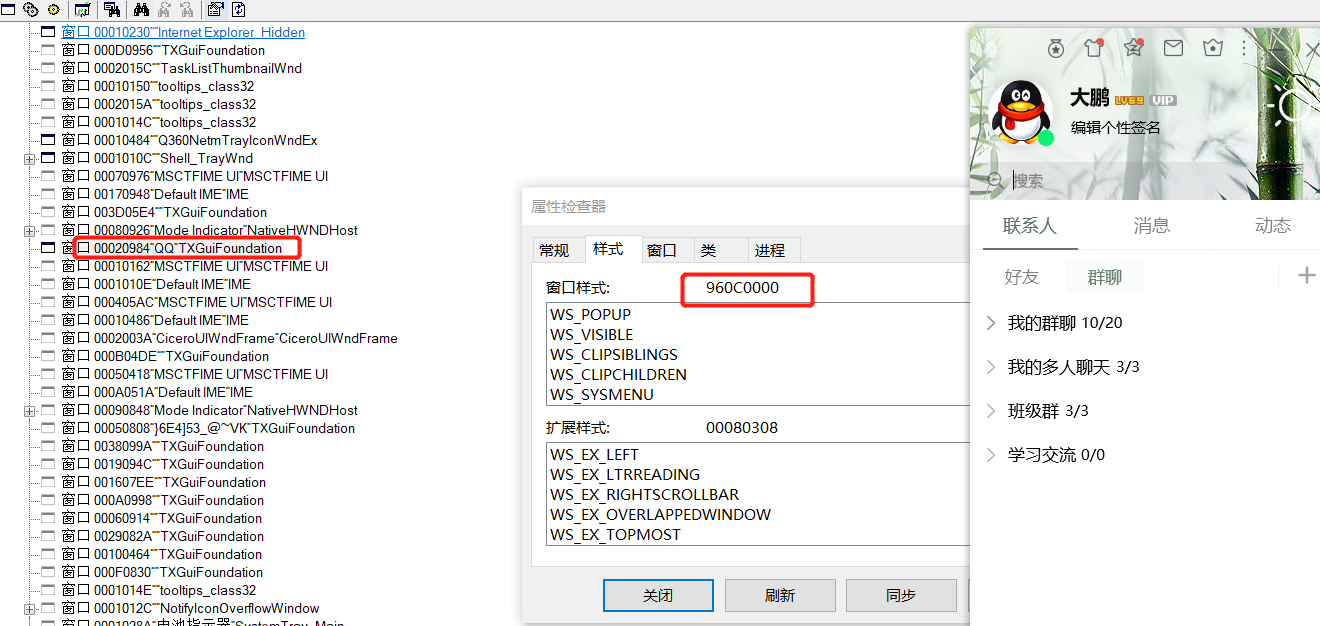 窗口 00010230"Internet Explorer_Hidden
窗口 000D0956""TXGuiFoundation
窗口 0002015C""TaskListThumbnailWnd
窗口 00010150"tooltips_class32
窗口 0002015A"tooltips_class32
窗口 0001014C"tooltips_class32
窗口 00010484""Q360NetmTrayIconWndEx
窗口 0001010C"Shell_TrayWnd
窗口 00070976"MSCTFIME UI"MSCTFIME UI
窗口 00170948"Default IME"IME
窗口 003D05E4""TXGuiFoundation
窗口 00080926"Mode Indicator"NativeHWNDHost
窗口 00020984"QQ"TXGuiFoundation
窗口 00010162"MSCTFIME UI"MSCTFIME UI
窗口 0001010E"Default IME"IME
窗口 000405AC"MSCTFIME UI"MSCTFIME UI
窗口 00010486"Default IME"IME
窗口 0002003A"CiceroUIWndFrame"CiceroUIWndFrame
窗口 000B04DE""TXGuiFoundation
窗口 00050418"MSCTFIME UI"MSCTFIME UI
窗口 000A051A"Default IME"IME
窗口 00090848"Mode Indicator"NativeHWNDHost
窗口 00050808"}6E4]53_@~VK"TXGuiFoundation
窗口 0038099A""TXGuiFoundation
窗口 0019094C""TXGuiFoundation
窗口 001607EE""TXGuiFoundation
窗口 000A0998""TXGuiFoundation
窗口 00060914""TXGuiFoundation
窗口 0029082A""TXGuiFoundation
窗口 00100464""TXGuiFoundation
窗口 000F0830""TXGuiFoundation
窗口 0001014E"tooltips_class32
窗口 0001012C"NotifyIconOverflowWindow
窗口 0001028A"电池指示器"SystemTray_Main
属性检查器
常规 样式 窗口 类 进程
窗口样式: 960C0000
WS_POPUP
WS_VISIBLE
WS_CLIPSIBLINGS
WS_CLIPCHILDREN
WS_SYSMENU
扩展样式: 00080308
WS_EX_LEFT
WS_EX_LTRREADING
WS_EX_RIGHTSCROLLBAR
WS_EX_OVERLAPPEDWINDOW
WS_EX_TOPMOST
关闭 刷新 同步
大鹏 LV69 VIP
编辑个性签名
搜索
联系人 消息 动态
好友 群聊
我的群聊 10/20
我的多人聊天 3/3
班级群 3/3
学习交流 0/0